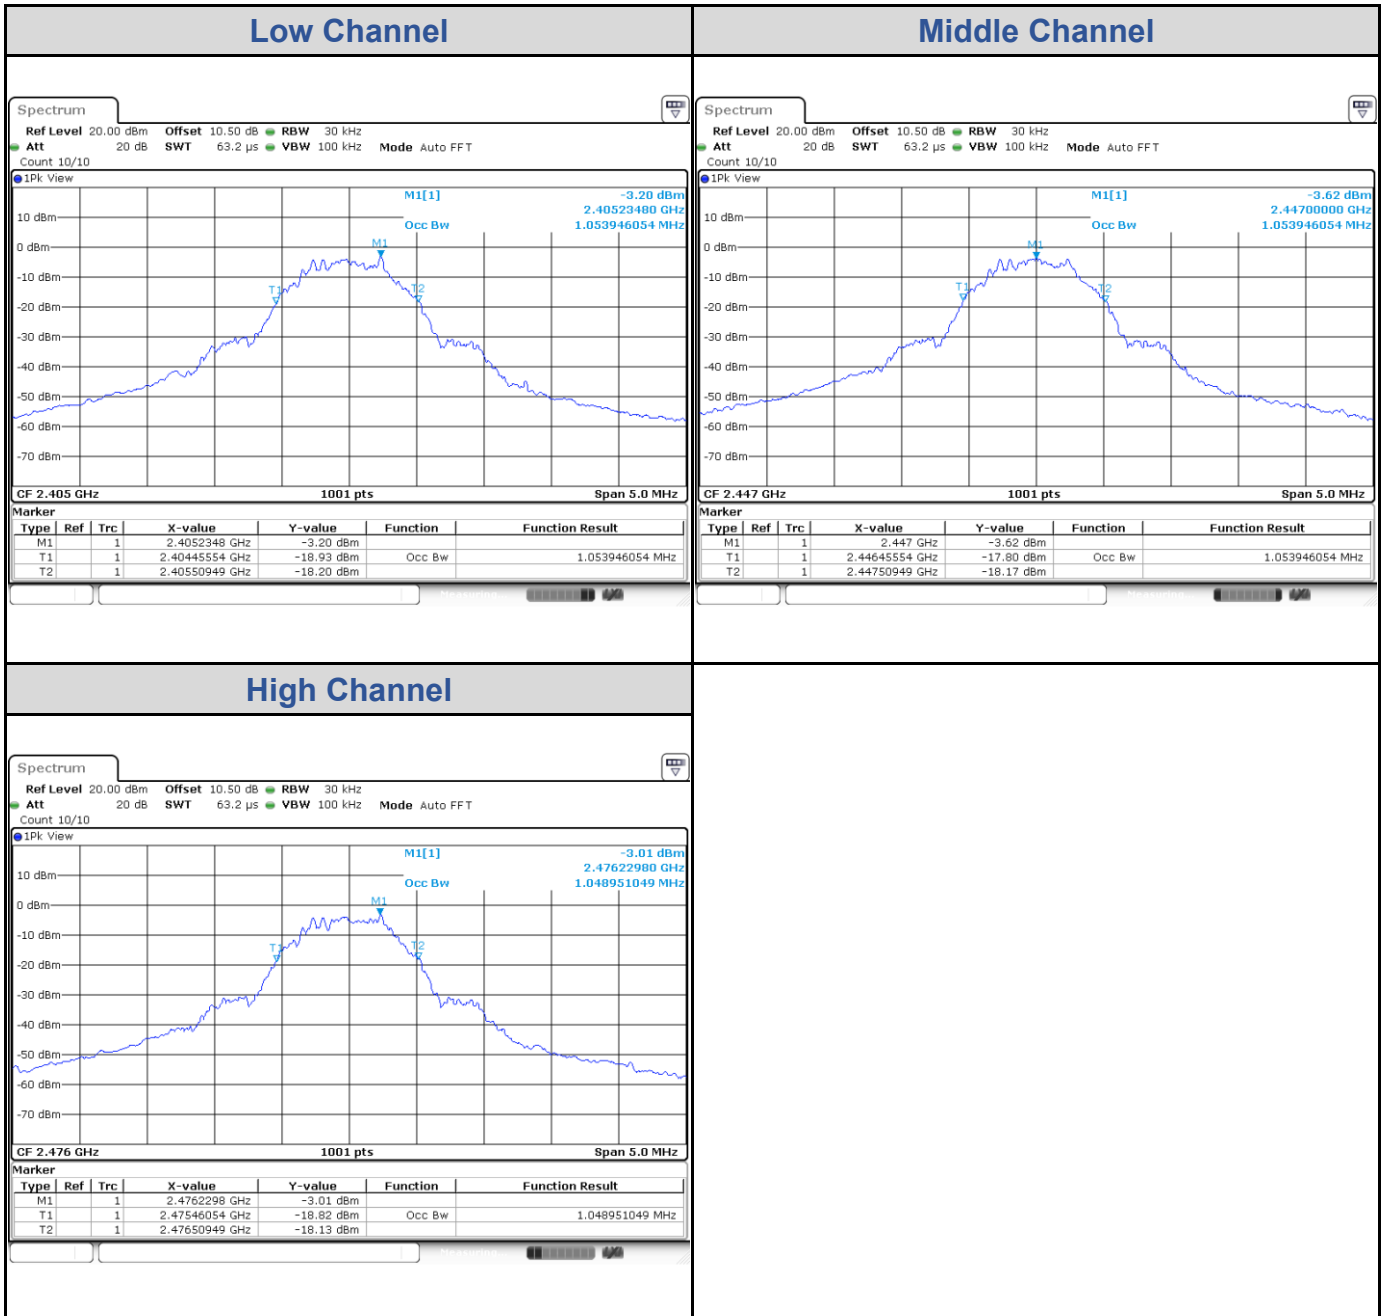 Low Channel
Spectrum
Ref Level 20.00 dBm Offset 10.50 dB RBW 30 kHz
Att 20 dB SWT 63.2 µs VBW 100 kHz Mode Auto FFT
Count 10/10
1Pk View
M1[1] -3.20 dBm
2.40523480 GHz
Occ Bw 1.053946054 MHz
10 dBm
0 dBm
M1
-10 dBm
T1
T2
-20 dBm
-30 dBm
-40 dBm
-50 dBm
-60 dBm
-70 dBm
CF 2.405 GHz 1001 pts Span 5.0 MHz
Marker
Type Ref Trc X-value Y-value Function Function Result
M1 1 2.4052348 GHz -3.20 dBm
T1 1 2.40445554 GHz -18.93 dBm Occ Bw 1.053946054 MHz
T2 1 2.40550949 GHz -18.20 dBm
Measuring...
Middle Channel
Spectrum
Ref Level 20.00 dBm Offset 10.50 dB RBW 30 kHz
Att 20 dB SWT 63.2 µs VBW 100 kHz Mode Auto FFT
Count 10/10
1Pk View
M1[1] -3.62 dBm
2.44700000 GHz
Occ Bw 1.053946054 MHz
10 dBm
0 dBm
M1
-10 dBm
T1
T2
-20 dBm
-30 dBm
-40 dBm
-50 dBm
-60 dBm
-70 dBm
CF 2.447 GHz 1001 pts Span 5.0 MHz
Marker
Type Ref Trc X-value Y-value Function Function Result
M1 1 2.447 GHz -3.62 dBm
T1 1 2.44645554 GHz -17.80 dBm Occ Bw 1.053946054 MHz
T2 1 2.44750949 GHz -18.17 dBm
Measuring...
High Channel
Spectrum
Ref Level 20.00 dBm Offset 10.50 dB RBW 30 kHz
Att 20 dB SWT 63.2 µs VBW 100 kHz Mode Auto FFT
Count 10/10
1Pk View
M1[1] -3.01 dBm
2.47622980 GHz
Occ Bw 1.048951049 MHz
10 dBm
0 dBm
M1
-10 dBm
T1
T2
-20 dBm
-30 dBm
-40 dBm
-50 dBm
-60 dBm
-70 dBm
CF 2.476 GHz 1001 pts Span 5.0 MHz
Marker
Type Ref Trc X-value Y-value Function Function Result
M1 1 2.4762298 GHz -3.01 dBm
T1 1 2.47546054 GHz -18.82 dBm Occ Bw 1.048951049 MHz
T2 1 2.47650949 GHz -18.13 dBm
Measuring...